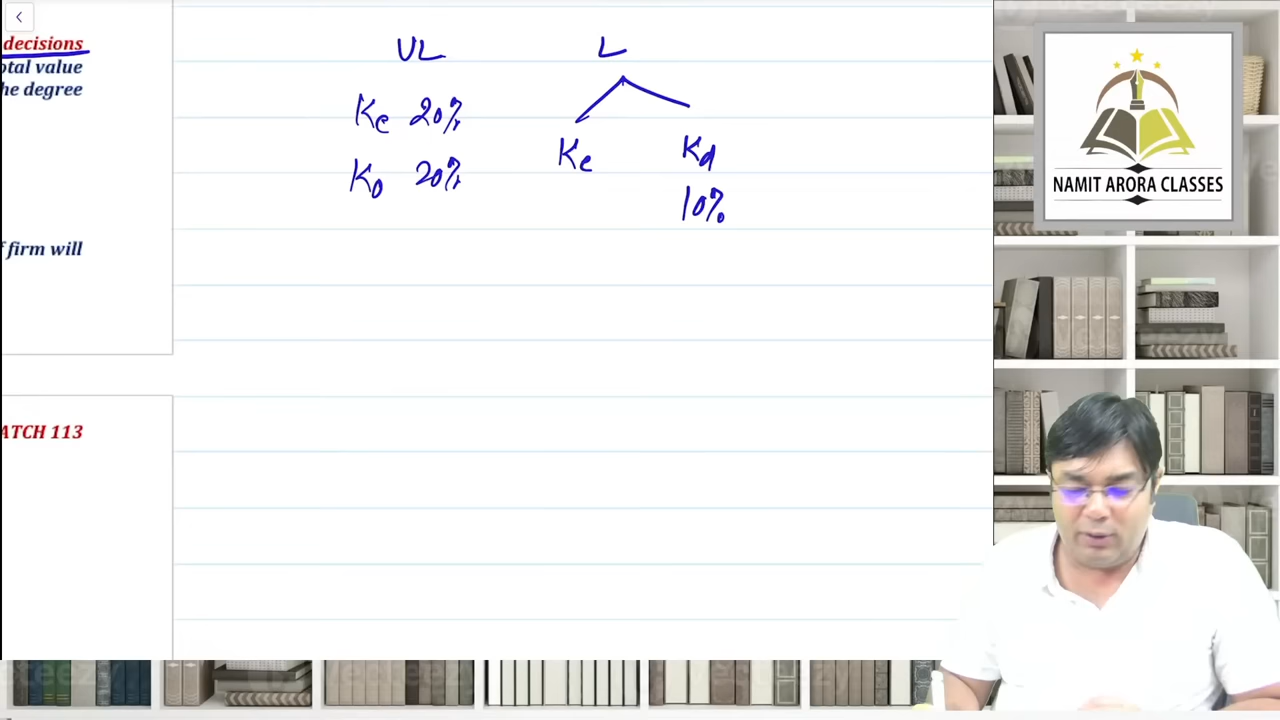 decisions
otal value
he degree
f firm will
ATCH 113
UL L
Ke 20%
Ko 20%
Ke Kd
10%
NAMIT ARORA CLASSES